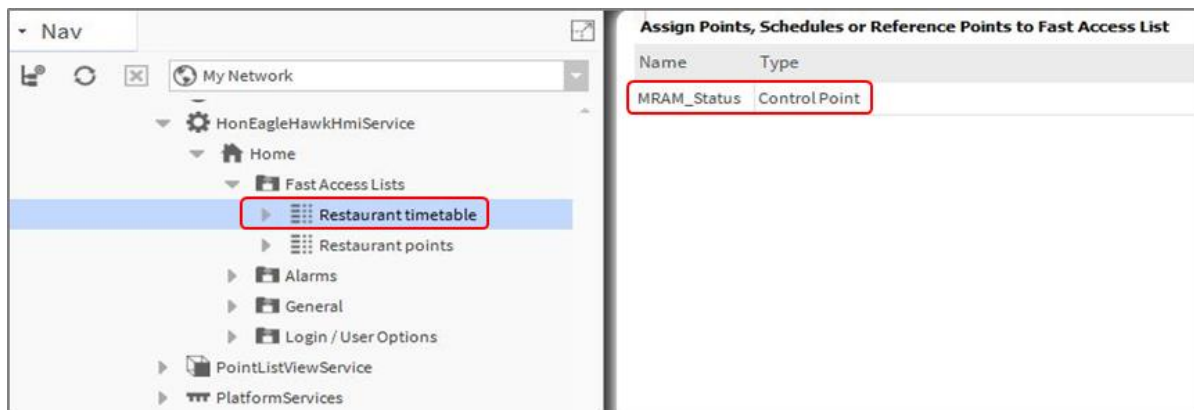 Nav
My Network
HonEagleHawkHmiService
Home
Fast Access Lists
Restaurant timetable
Restaurant points
Alarms
General
Login / User Options
PointListViewService
PlatformServices
Assign Points, Schedules or Reference Points to Fast Access List
Name Type
MRAM_Status Control Point